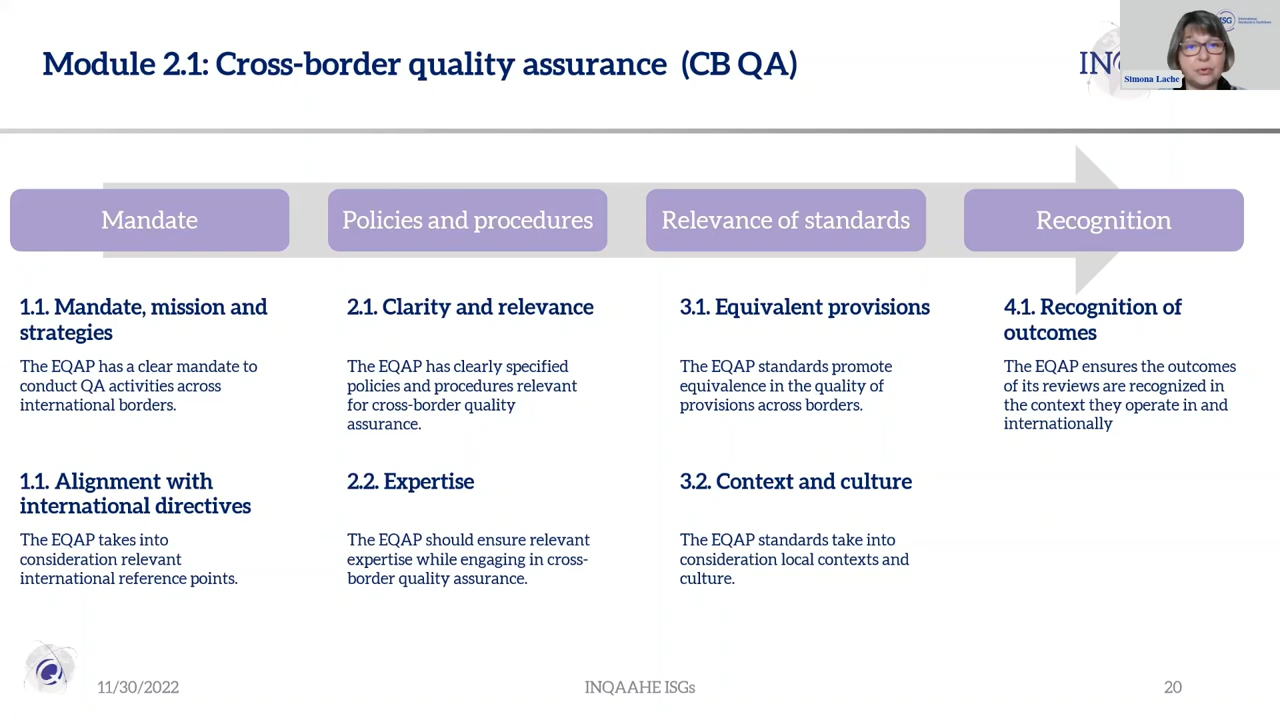 Module 2.1: Cross-border quality assurance (CB QA)
Simona Lache
Mandate
Policies and procedures
Relevance of standards
Recognition
1.1. Mandate, mission and
strategies
The EQAP has a clear mandate to
conduct QA activities across
international borders.
1.1. Alignment with
international directives
The EQAP takes into
consideration relevant
international reference points.
2.1. Clarity and relevance
The EQAP has clearly specified
policies and procedures relevant
for cross-border quality
assurance.
2.2. Expertise
The EQAP should ensure relevant
expertise while engaging in cross-
border quality assurance.
3.1. Equivalent provisions
The EQAP standards promote
equivalence in the quality of
provisions across borders.
3.2. Context and culture
The EQAP standards take into
consideration local contexts and
culture.
4.1. Recognition of
outcomes
The EQAP ensures the outcomes
of its reviews are recognized in
the context they operate in and
internationally
11/30/2022
INQAAHE ISGs
20